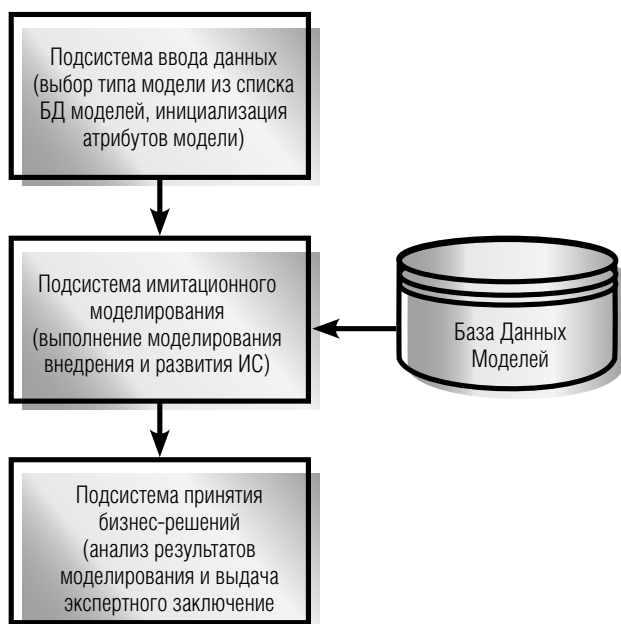 Подсистема ввода данных
(выбор типа модели из списка
БД моделей, инициализация
атрибутов модели)
Подсистема имитационного
моделирования
(выполнение моделирования
внедрения и развития ИС)
База Данных
Моделей
Подсистема принятия
бизнес-решений
(анализ результатов
моделирования и выдача
экспертного заключение